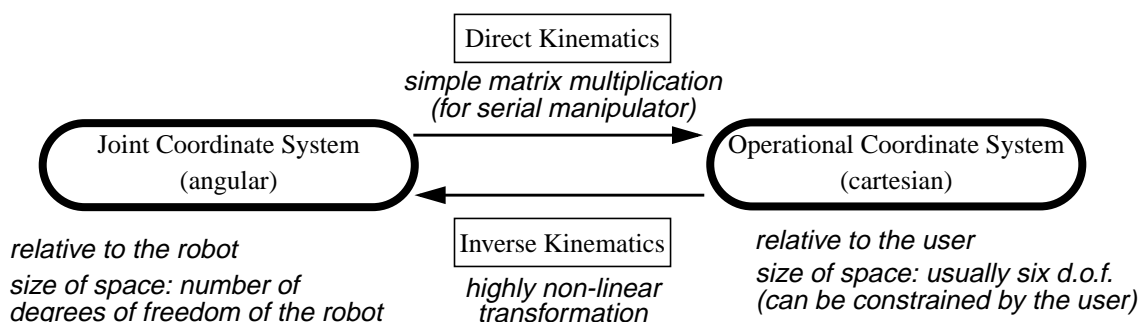 Direct Kinematics
simple matrix multiplication
(for serial manipulator)
Joint Coordinate System
(angular)
Operational Coordinate System
(cartesian)
Inverse Kinematics
highly non-linear
transformation
relative to the robot
size of space: number of
degrees of freedom of the robot
relative to the user
size of space: usually six d.o.f.
(can be constrained by the user)